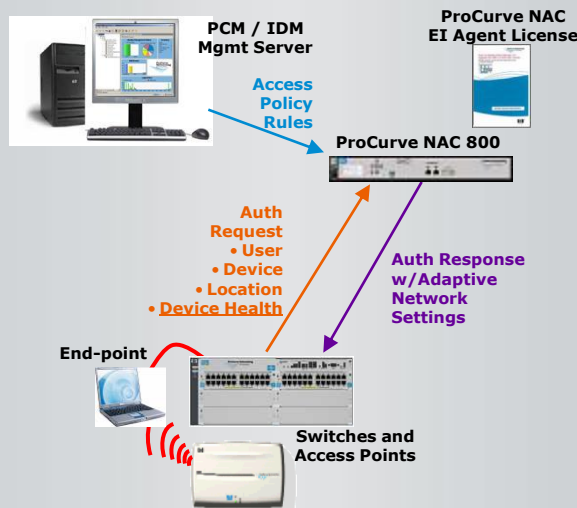 PCM / IDM
Mgmt Server
ProCurve NAC
EI Agent License
Access
Policy
Rules
ProCurve NAC 800
Auth
Request
• User
• Device
• Location
• Device Health
Auth Response
w/Adaptive
Network
Settings
End-point
Switches and
Access Points